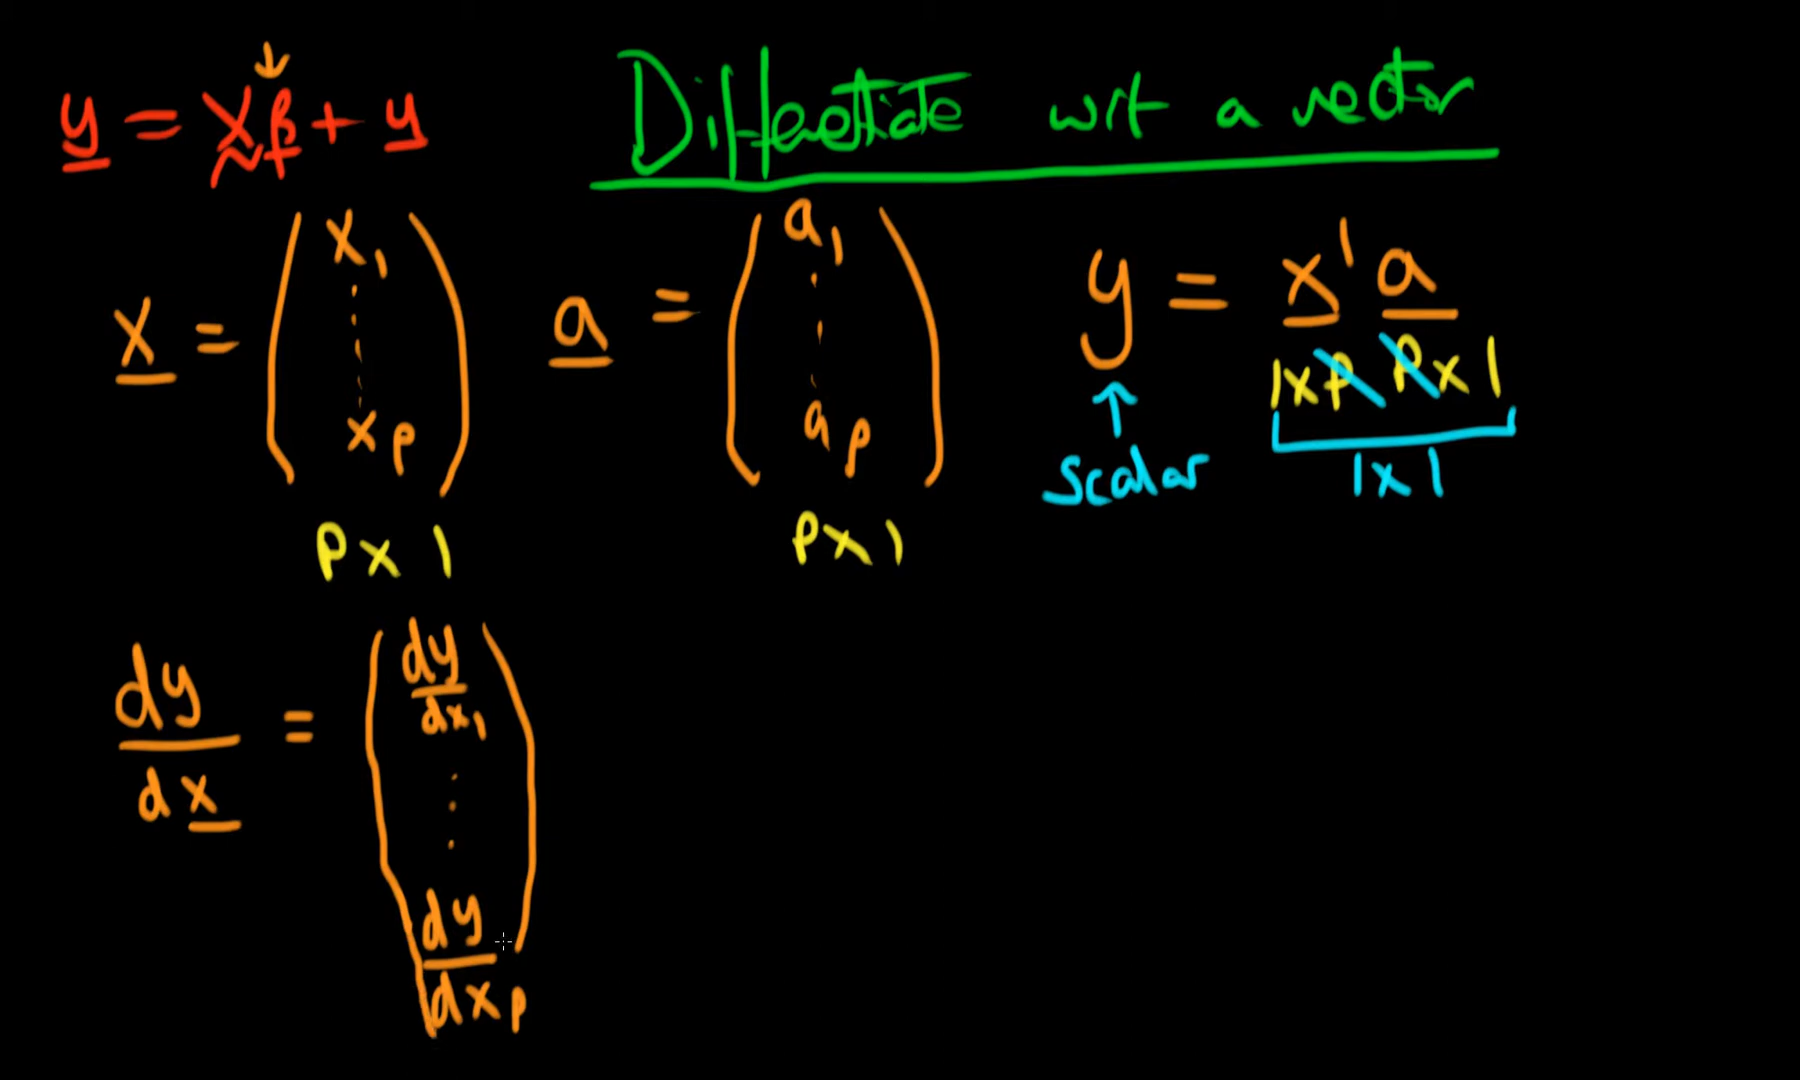 y = Xβ + y
Differentiate wrt a vector
x = ( x₁ ⋮ xₚ )
a = ( a₁ ⋮ aₚ )
y = x' a
1xp px1
1x1
scalar
px1
px1
dy/dx = ( dy/dx₁ ⋮ dy/dxₚ )